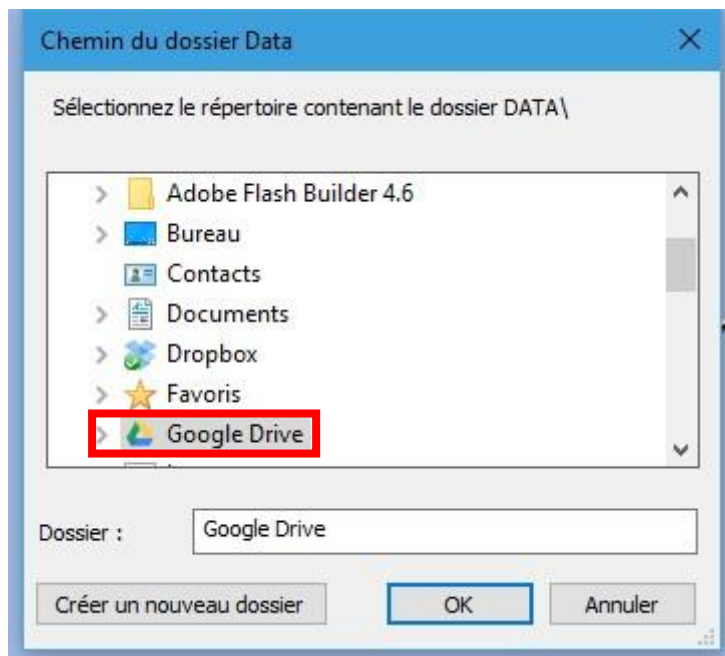 Chemin du dossier Data
Sélectionnez le répertoire contenant le dossier DATA\
Adobe Flash Builder 4.6
Bureau
Contacts
Documents
Dropbox
Favoris
Google Drive
Dossier : Google Drive
Créer un nouveau dossier OK Annuler